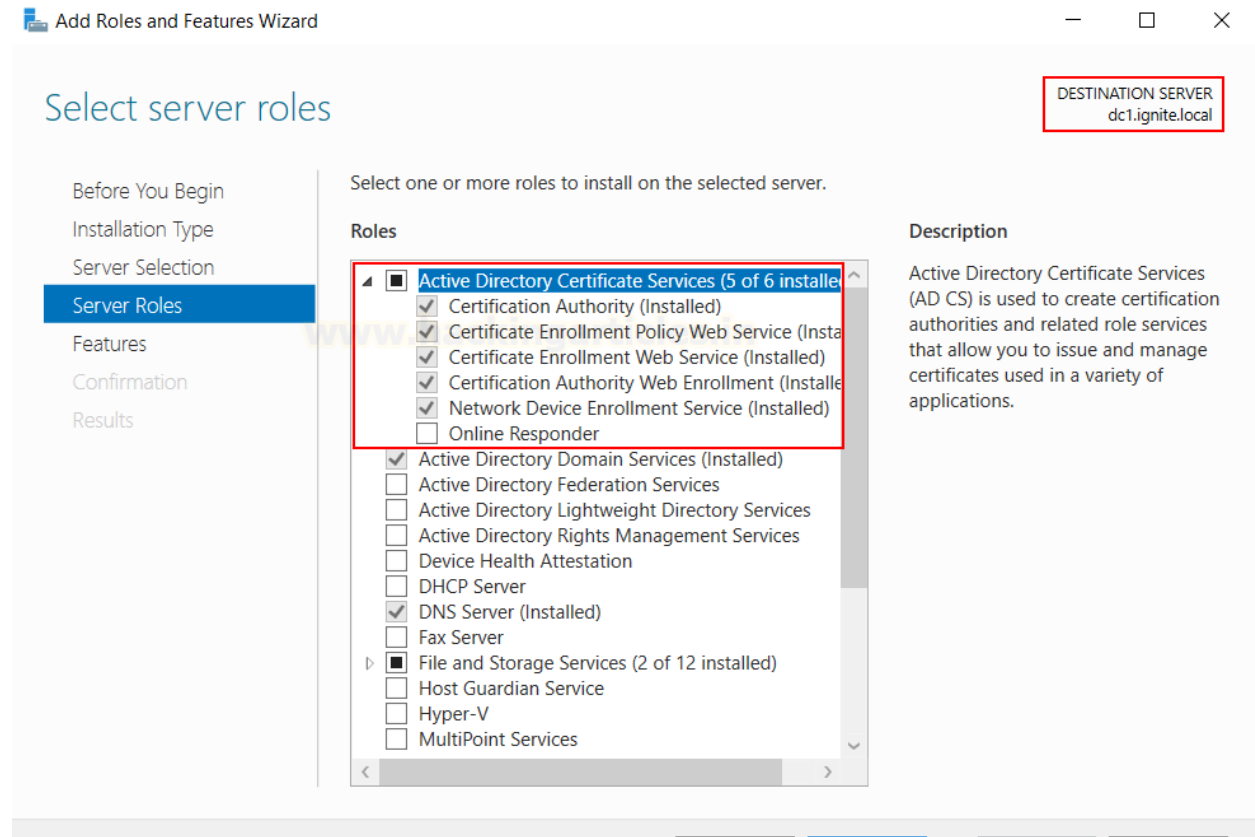 Add Roles and Features Wizard
Select server roles
DESTINATION SERVER
dc1.ignite.local
Before You Begin
Installation Type
Server Selection
Server Roles
Features
Confirmation
Results
Select one or more roles to install on the selected server.
Roles
Active Directory Certificate Services (5 of 6 installe
Certification Authority (Installed)
Certificate Enrollment Policy Web Service (Insta
Certificate Enrollment Web Service (Installed)
Certification Authority Web Enrollment (Installe
Network Device Enrollment Service (Installed)
Online Responder
Active Directory Domain Services (Installed)
Active Directory Federation Services
Active Directory Lightweight Directory Services
Active Directory Rights Management Services
Device Health Attestation
DHCP Server
DNS Server (Installed)
Fax Server
File and Storage Services (2 of 12 installed)
Host Guardian Service
Hyper-V
MultiPoint Services
Description
Active Directory Certificate Services
(AD CS) is used to create certification
authorities and related role services
that allow you to issue and manage
certificates used in a variety of
applications.